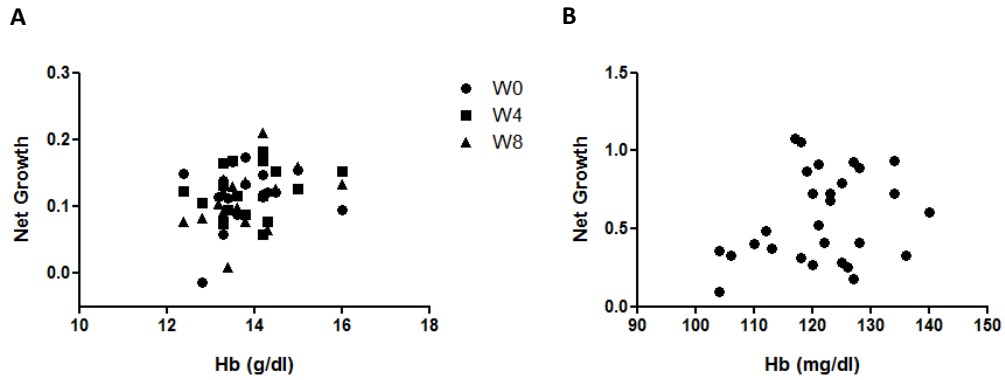 A
B
0.3
0.2
0.1
0.0
Net Growth
10 12 14 16 18
Hb (g/dl)
W0
W4
W8
1.5
1.0
0.5
0.0
Net Growth
90 100 110 120 130 140 150
Hb (mg/dl)